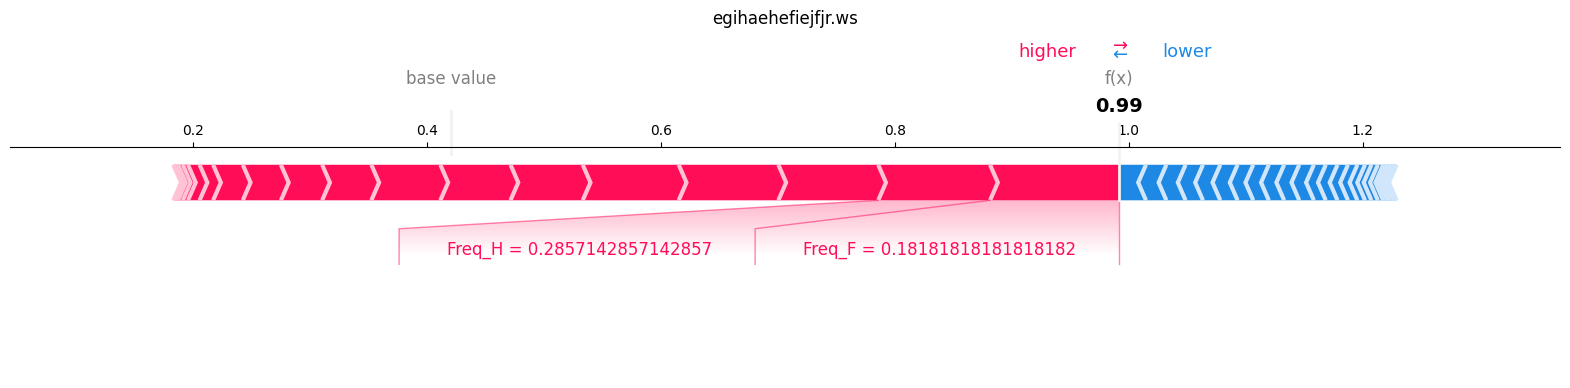 egihaehefiejfjr.ws
higher → ← lower
base value f(x)
0.99
0.2 0.4 0.6 0.8 1.0 1.2
Freq_H = 0.2857142857142857 Freq_F = 0.18181818181818182